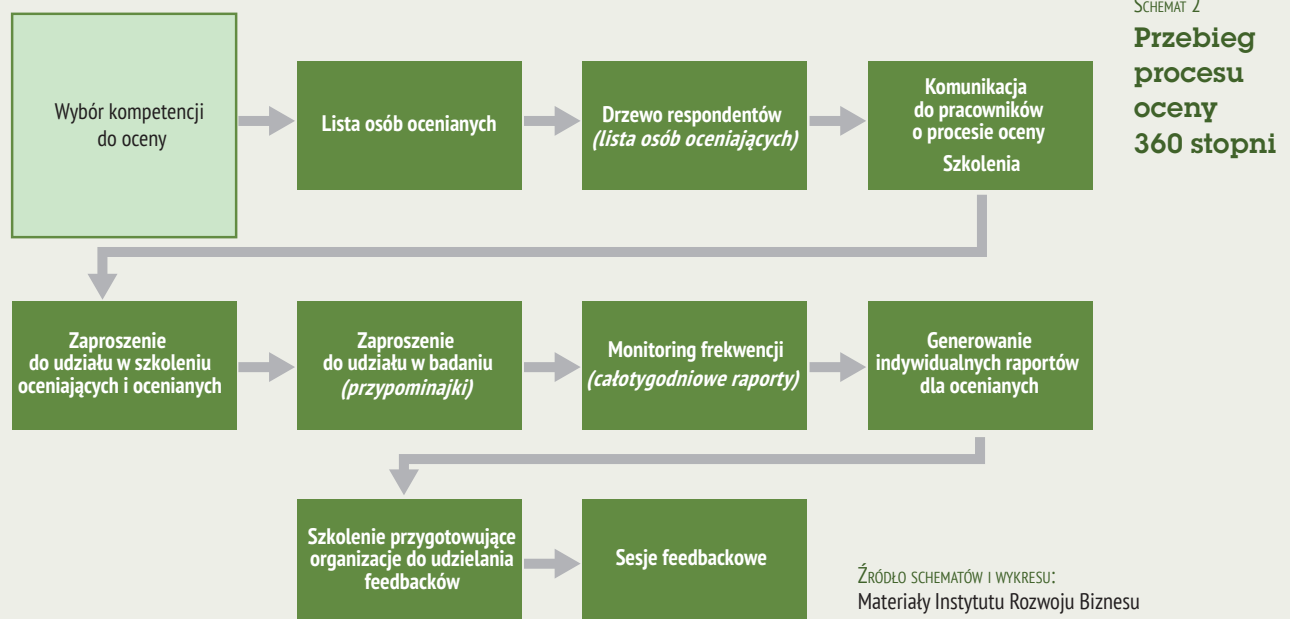 SCHEMAT 2
Przebieg
procesu
oceny
360 stopni
Wybór kompetencji
do oceny
Lista osób ocenianych
Drzewo respondentów
(lista osób oceniających)
Komunikacja
do pracowników
o procesie oceny
Szkolenia
Zaproszenie
do udziału w szkoleniu
oceniających i ocenianych
Zaproszenie
do udziału w badaniu
(przypominajki)
Monitoring frekwencji
(całotygodniowe raporty)
Generowanie
indywidualnych raportów
dla ocenianych
Szkolenie przygotowujące
organizacje do udzielania
feedbacków
Sesje feedbackowe
ŹRÓDŁO SCHEMATÓW I WYKRESU:
Materiały Instytutu Rozwoju Biznesu